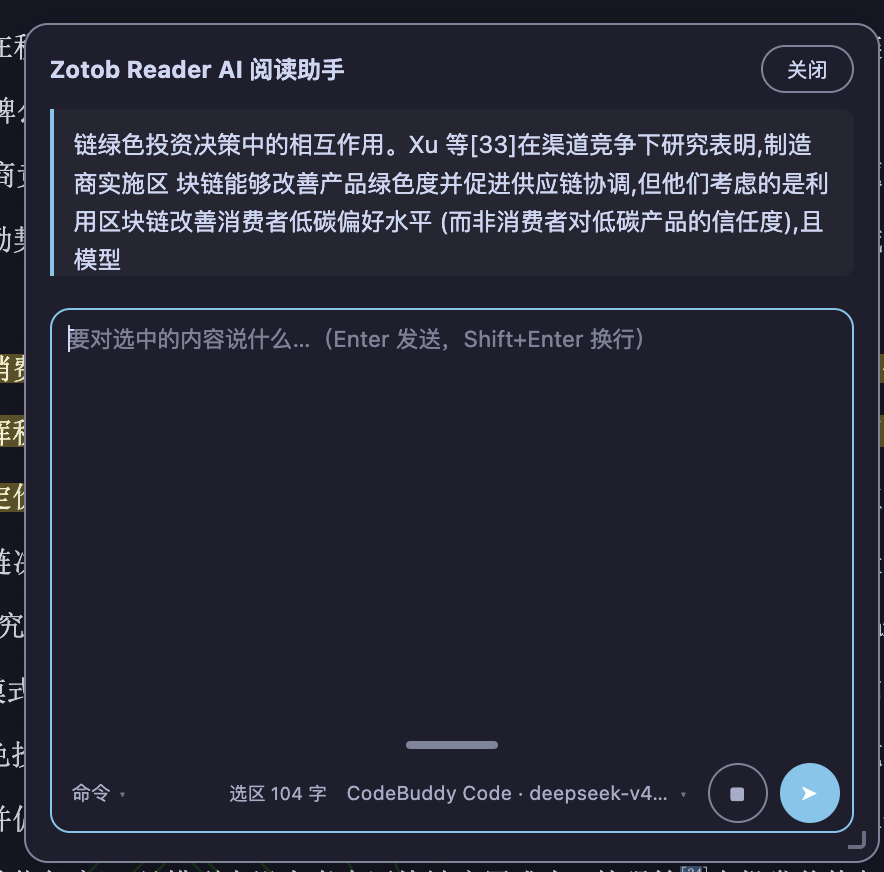 Zotob Reader AI 阅读助手
关闭
链绿色投资决策中的相互作用。Xu 等[33]在渠道竞争下研究表明,制造
商实施区 块链能够改善产品绿色度并促进供应链协调,但他们考虑的是利
用区块链改善消费者低碳偏好水平 (而非消费者对低碳产品的信任度),且
模型
要对选中的内容说什么...（Enter 发送，Shift+Enter 换行）
命令
选区 104 字
CodeBuddy Code · deepseek-v4...